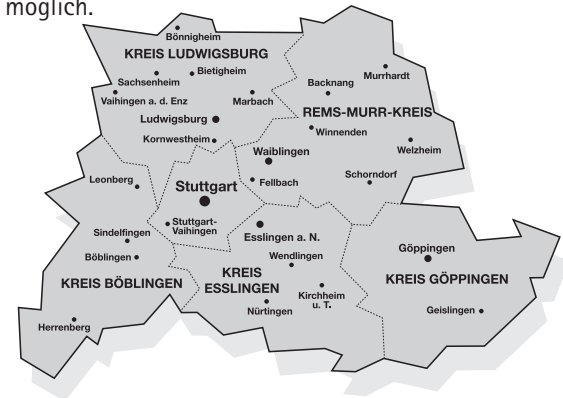 möglich.
Bönnigheim
KREIS LUDWIGSBURG
Sachsenheim
Bietigheim
Murrhardt
Backnang
Vaihingen a. d. Enz
Marbach
REMS-MURR-KREIS
Ludwigsburg
Winnenden
Kornwestheim
Welzheim
Waiblingen
Leonberg
Stuttgart
Fellbach
Schorndorf
Stuttgart-
Vaihingen
Sindelfingen
Esslingen a. N.
Böblingen
Wendlingen
Göppingen
KREIS BÖBLINGEN
KREIS
ESSLINGEN
KREIS GÖPPINGEN
Kirchheim
u. T.
Nürtingen
Geislingen
Herrenberg